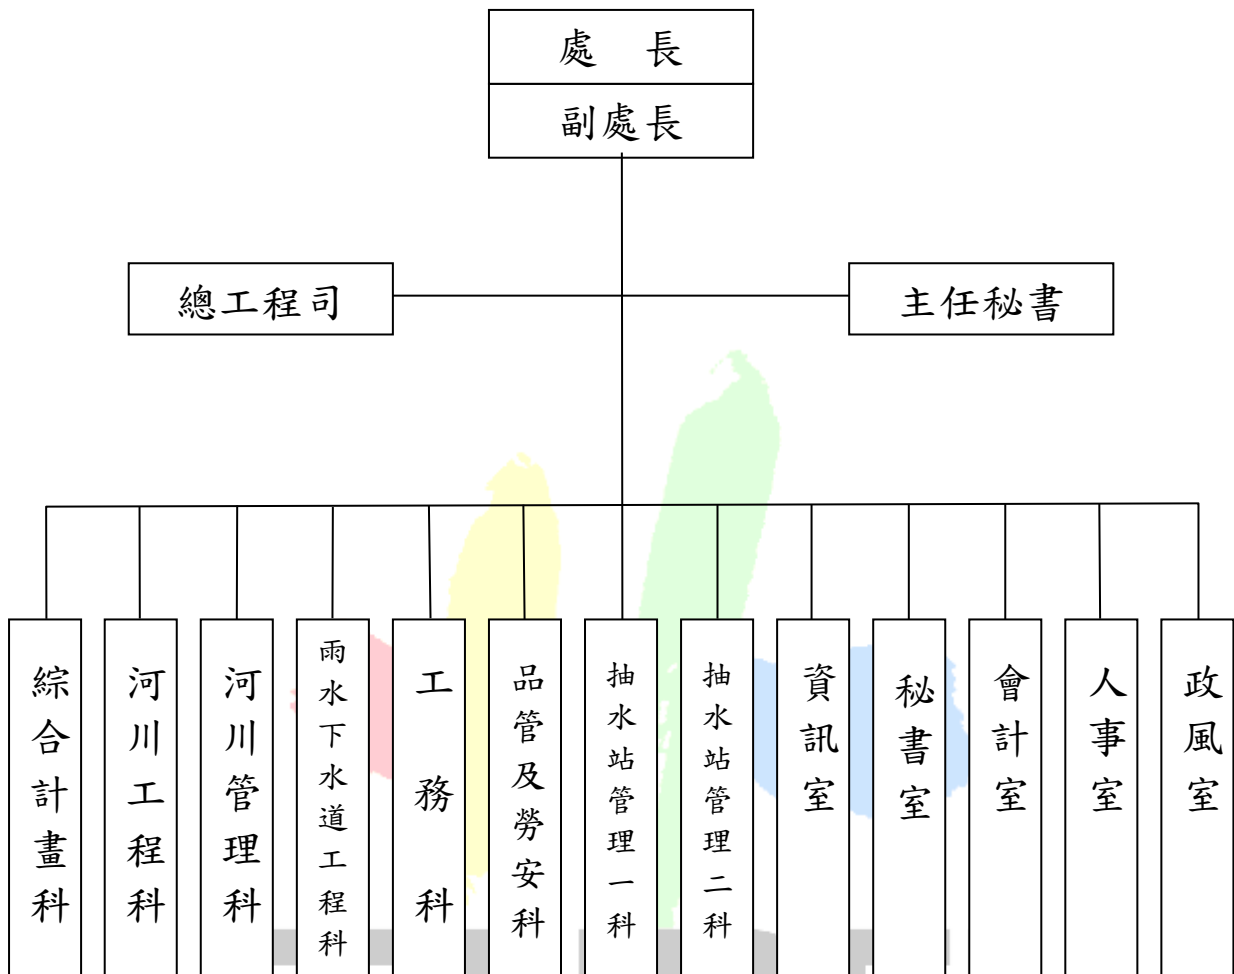 處　長
副處長
總工程司
主任秘書
綜合計畫科
河川工程科
河川管理科
雨水下水道工程科
工務科
品管及勞安科
抽水站管理一科
抽水站管理二科
資訊室
秘書室
會計室
人事室
政風室